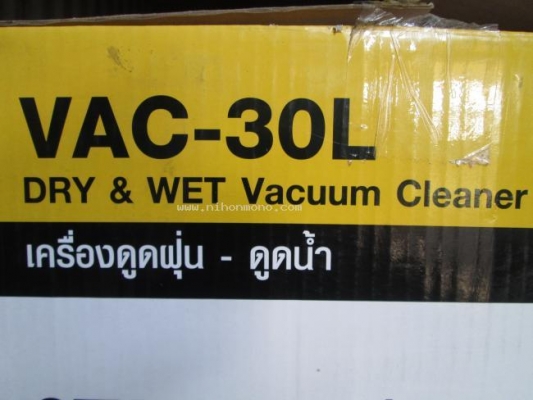 VAC-30L
DRY & WET Vacuum Cleaner
www.nihonmono.com
เครื่องดูดฝุ่น - ดูดน้ำ